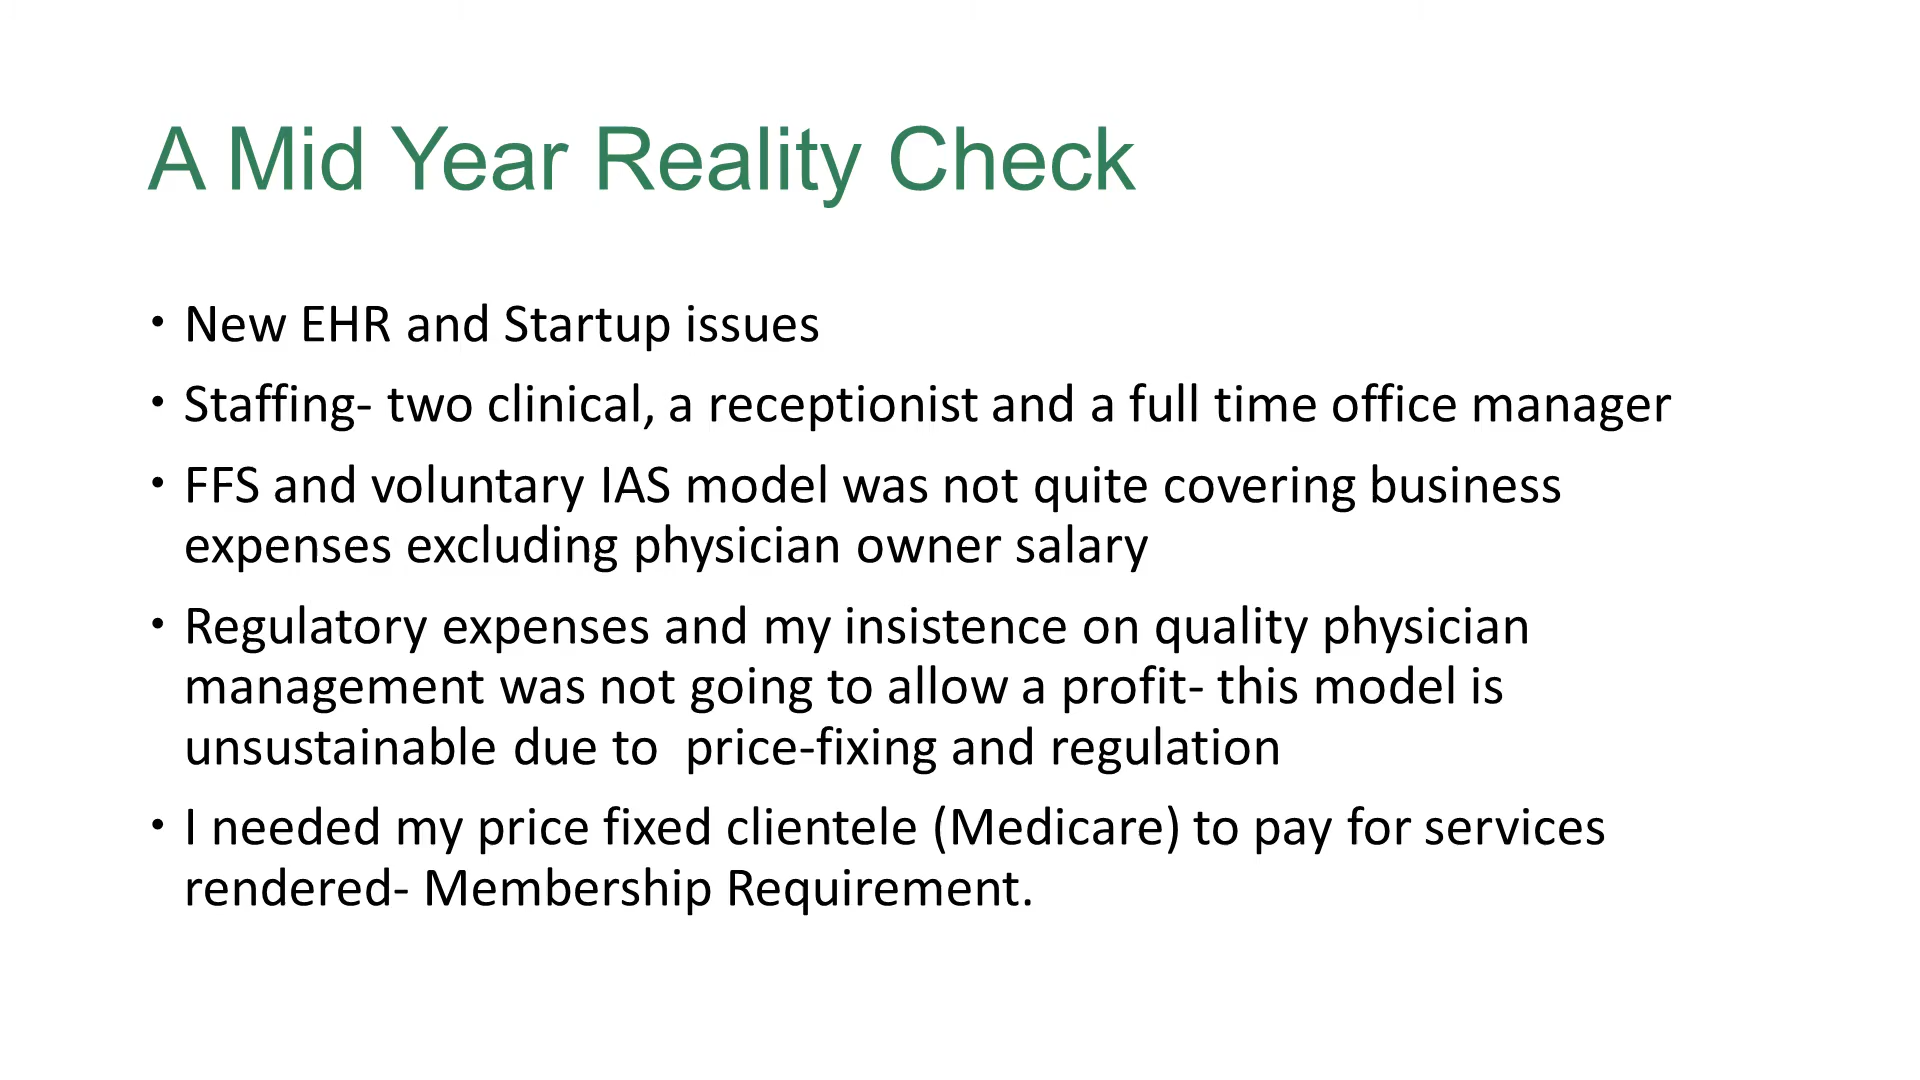 A Mid Year Reality Check
• New EHR and Startup issues
• Staffing- two clinical, a receptionist and a full time office manager
• FFS and voluntary IAS model was not quite covering business
expenses excluding physician owner salary
• Regulatory expenses and my insistence on quality physician
management was not going to allow a profit- this model is
unsustainable due to  price-fixing and regulation
• I needed my price fixed clientele (Medicare) to pay for services
rendered- Membership Requirement.